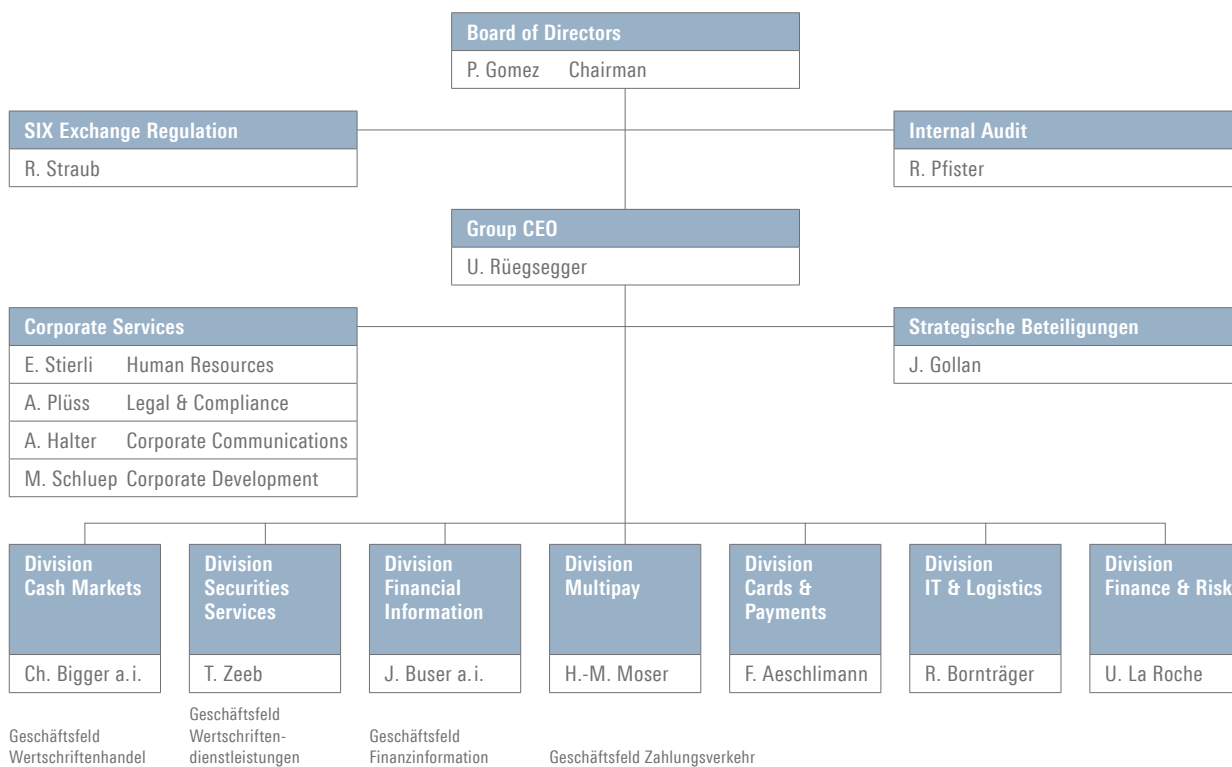 Board of Directors
P. Gomez Chairman
SIX Exchange Regulation
R. Straub
Internal Audit
R. Pfister
Group CEO
U. Rüegsegger
Corporate Services
E. Stierli Human Resources
A. Plüss Legal & Compliance
A. Halter Corporate Communications
M. Schluep Corporate Development
Strategische Beteiligungen
J. Gollan
Division
Cash Markets
Ch. Bigger a.i.
Division
Securities
Services
T. Zeeb
Division
Financial
Information
J. Buser a.i.
Division
Multipay
H.-M. Moser
Division
Cards &
Payments
F. Aeschlimann
Division
IT & Logistics
R. Bornträger
Division
Finance & Risk
U. La Roche
Geschäftsfeld
Wertschriftenhandel
Geschäftsfeld
Wertschriften-
dienstleistungen
Geschäftsfeld
Finanzinformation
Geschäftsfeld Zahlungsverkehr